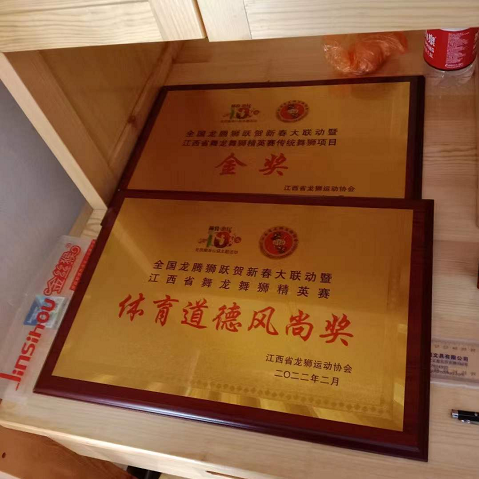 全国龙腾狮跃贺新春大联动暨
江西省舞龙舞狮精英赛传统舞狮项目
金奖
江西省龙狮运动协会
全国龙腾狮跃贺新春大联动暨
江西省舞龙舞狮精英赛
体育道德风尚奖
江西省龙狮运动协会
二〇二二年二月
jinsihou
金丝猴